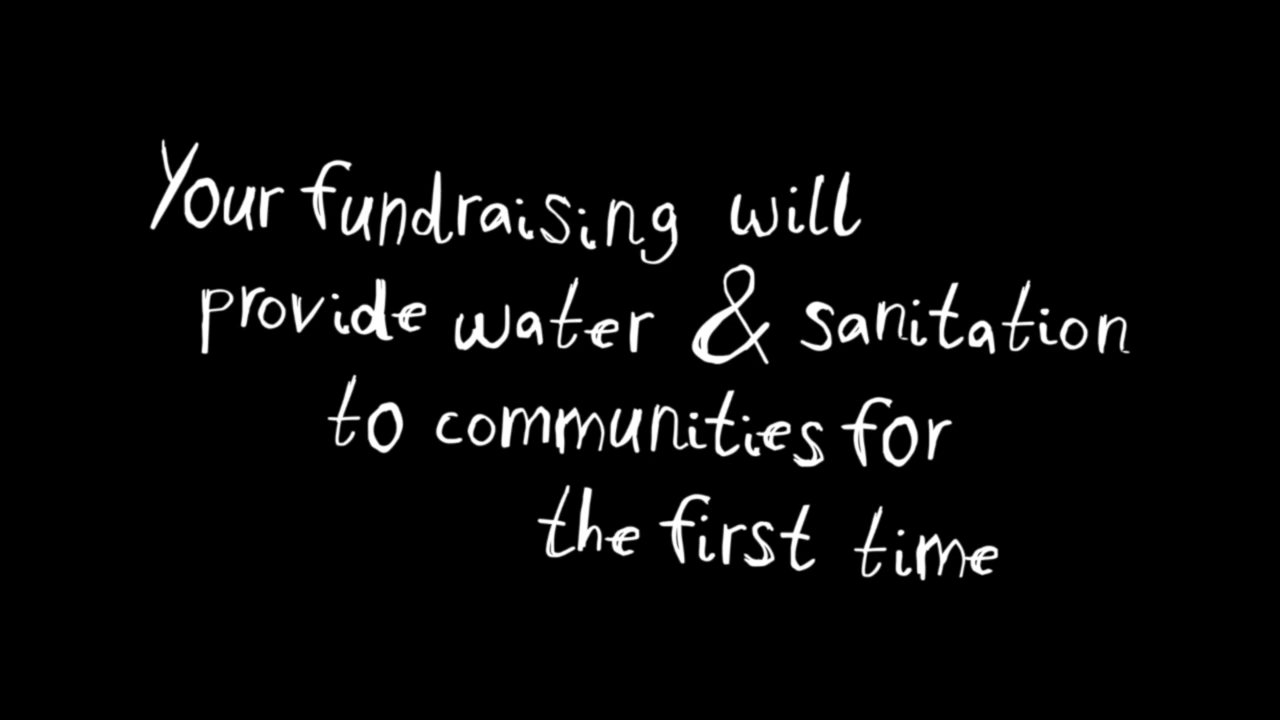 Your fundraising will
provide water & sanitation
to communities for
the first time